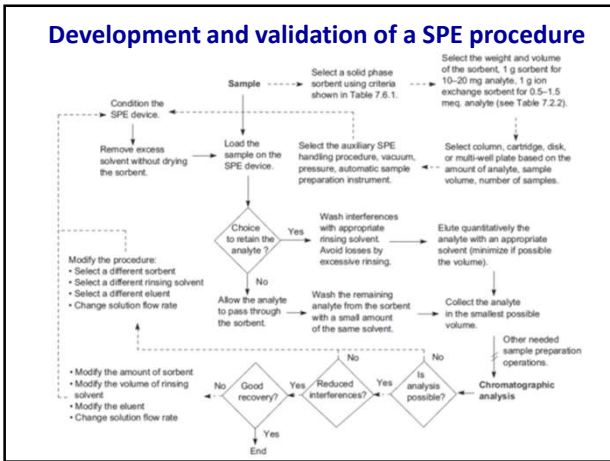 Development and validation of a SPE procedure
Sample
Select a solid phase
sorbent using criteria
shown in Table 7.6.1.
Select the weight and volume
of the sorbent, 1 g sorbent for
10–20 mg analyte, 1 g ion
exchange sorbent for 0.5–1.5
meq. analyte (see Table 7.2.2).
Condition the
SPE device.
Remove excess
solvent without drying
the sorbent.
Load the
sample on the
SPE device.
Select the auxiliary SPE
handling procedure, vacuum,
pressure, automatic sample
preparation instrument.
Select column, cartridge, disk,
or multi-well plate based on the
amount of analyte, sample
volume, number of samples.
Choice
to retain the
analyte ?
Yes
Wash interferences
with appropriate
rinsing solvent.
Avoid losses by
excessive rinsing.
Elute quantitatively the
analyte with an appropriate
solvent (minimize if possible
the volume).
Modify the procedure:
• Select a different sorbent
• Select a different rinsing solvent
• Select a different eluent
• Change solution flow rate
No
Allow the analyte
to pass through
the sorbent.
Wash the remaining
analyte from the sorbent
with a small amount
of the same solvent.
Collect the analyte
in the smallest possible
volume.
Other needed
sample preparation
operations.
No
No
• Modify the amount of sorbent
• Modify the volume of rinsing
solvent
• Modify the eluent
• Change solution flow rate
No
Good
recovery?
Yes
Reduced
interferences?
Yes
Is
analysis
possible?
Chromatographic
analysis
Yes
End